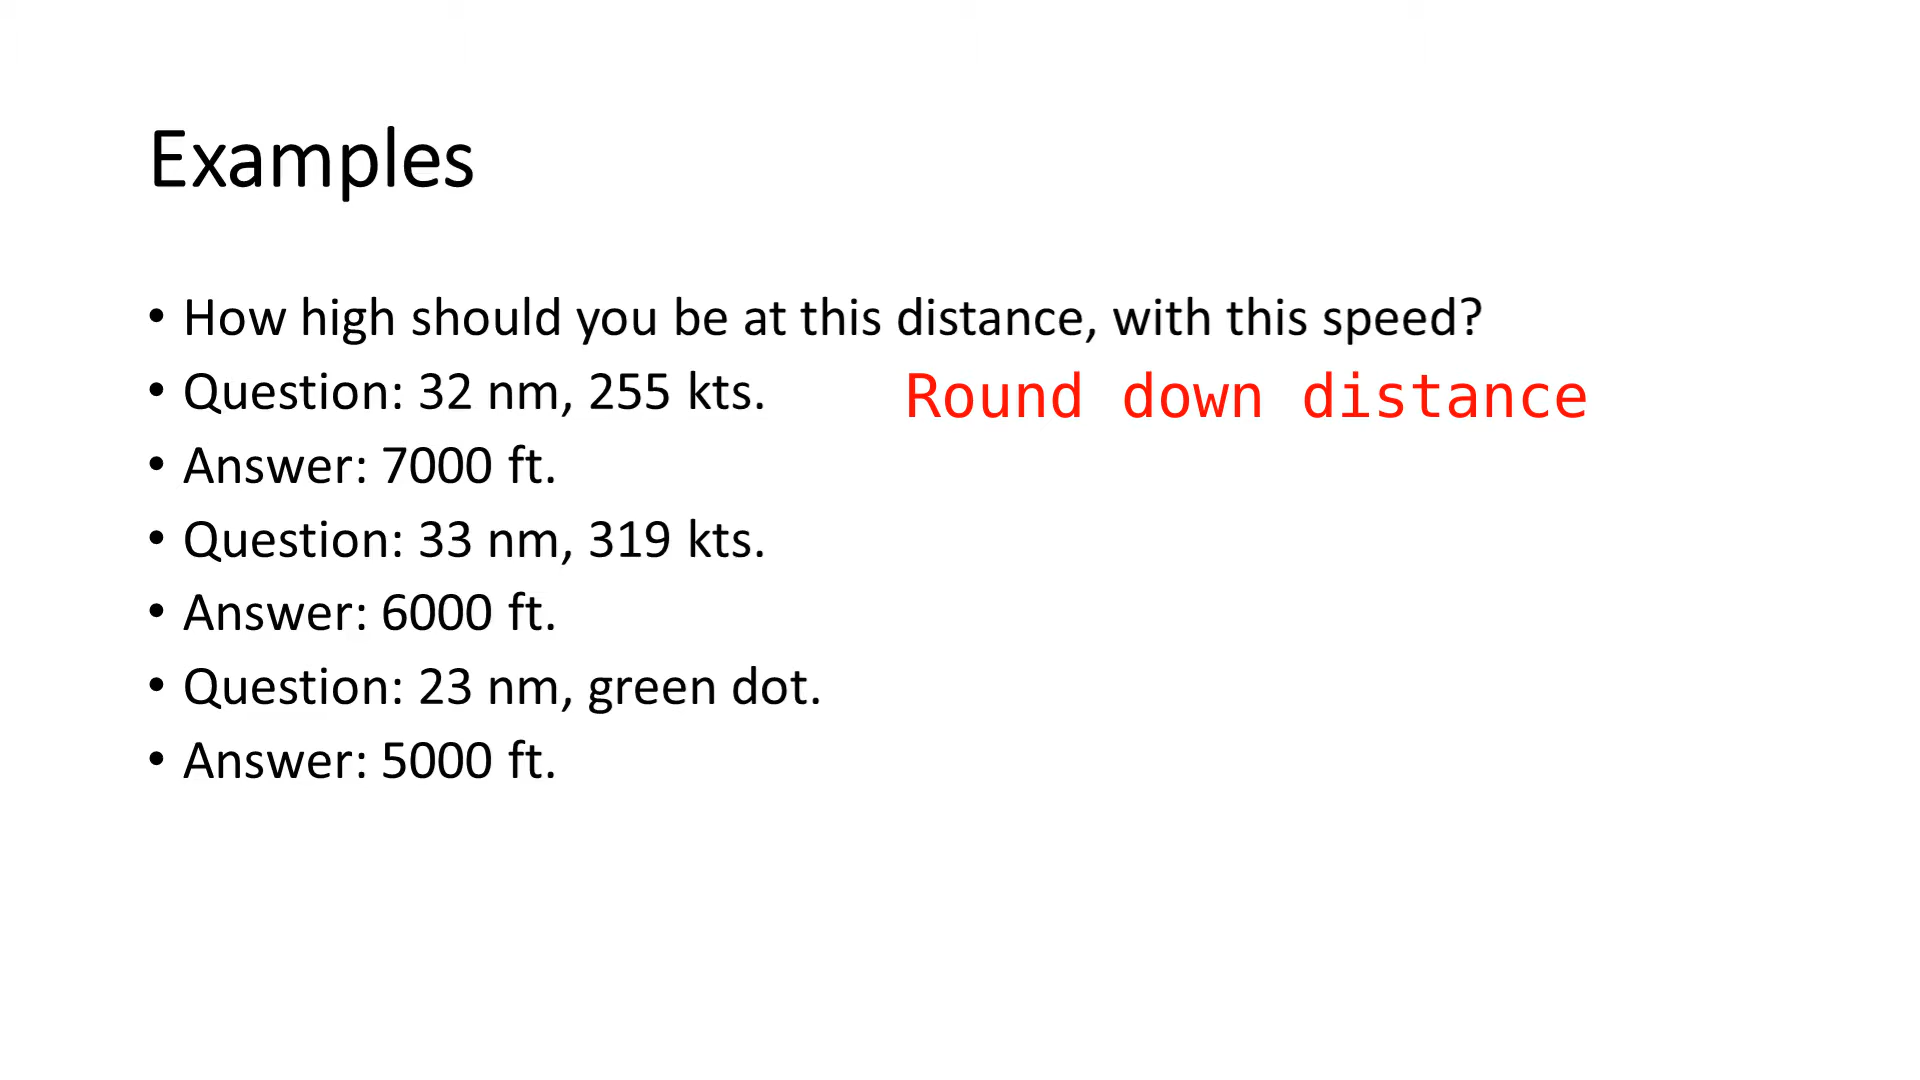 Examples
• How high should you be at this distance, with this speed?
• Question: 32 nm, 255 kts.
Round down distance
• Answer: 7000 ft.
• Question: 33 nm, 319 kts.
• Answer: 6000 ft.
• Question: 23 nm, green dot.
• Answer: 5000 ft.